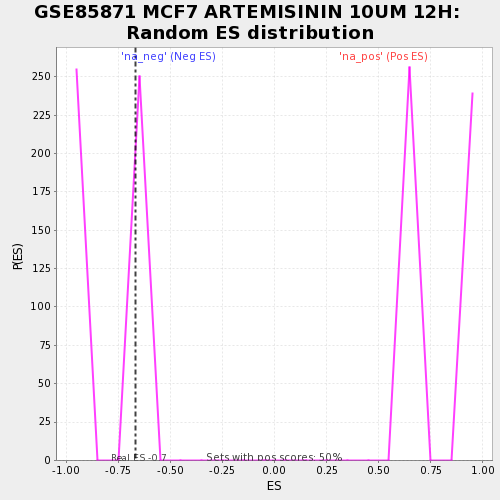 GSE85871 MCF7 ARTEMISININ 10UM 12H:
Random ES distribution
'na_neg' (Neg ES)
'na_pos' (Pos ES)
250
225
200
175
150
125
100
75
50
25
0
P(ES)
Real ES -0.7
Sets with pos scores: 50%
-1.00 -0.75 -0.50 -0.25 0.00 0.25 0.50 0.75 1.00
ES